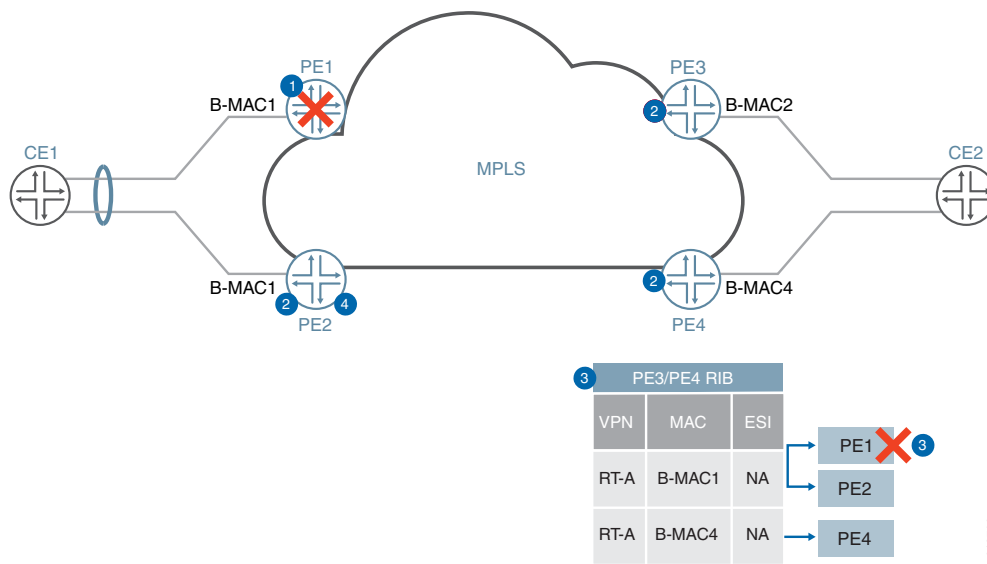 PE1
PE3
1
B-MAC1
2
B-MAC2
CE1
MPLS
CE2
B-MAC1
2
4
2
B-MAC4
PE2
PE4
3 PE3/PE4 RIB
VPN MAC ESI
PE1 3
RT-A B-MAC1 NA
PE2
RT-A B-MAC4 NA
PE4